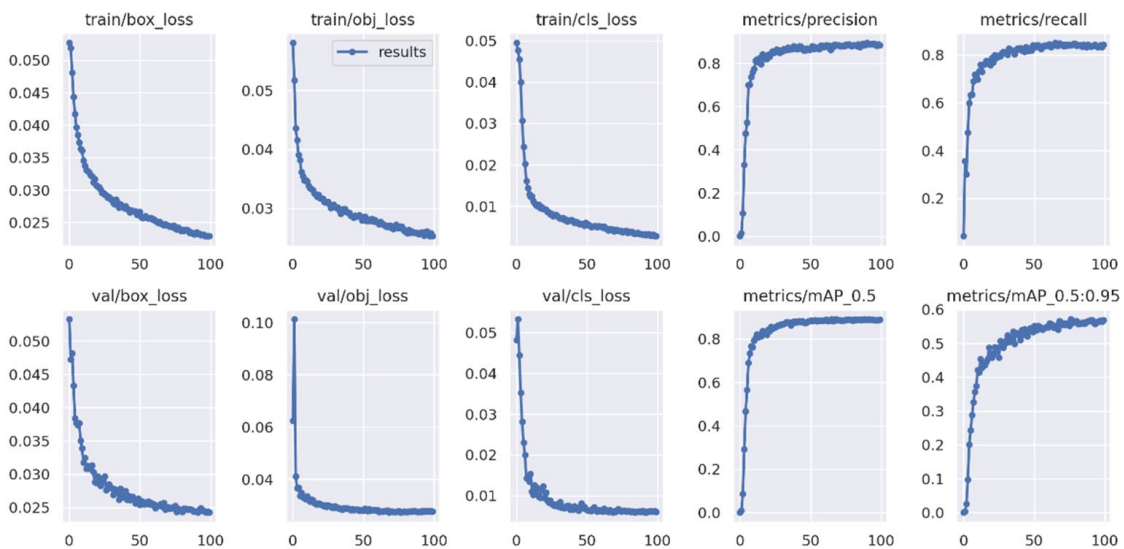 train/box_loss
0.050
0.045
0.040
0.035
0.030
0.025
0 50 100
train/obj_loss
results
0.05
0.04
0.03
0 50 100
train/cls_loss
0.05
0.04
0.03
0.02
0.01
0 50 100
metrics/precision
0.8
0.6
0.4
0.2
0.0
0 50 100
metrics/recall
0.8
0.6
0.4
0.2
0 50 100
val/box_loss
0.050
0.045
0.040
0.035
0.030
0.025
0 50 100
val/obj_loss
0.10
0.08
0.06
0.04
0 50 100
val/cls_loss
0.05
0.04
0.03
0.02
0.01
0 50 100
metrics/mAP_0.5
0.8
0.6
0.4
0.2
0.0
0 50 100
metrics/mAP_0.5:0.95
0.6
0.5
0.4
0.3
0.2
0.1
0.0
0 50 100